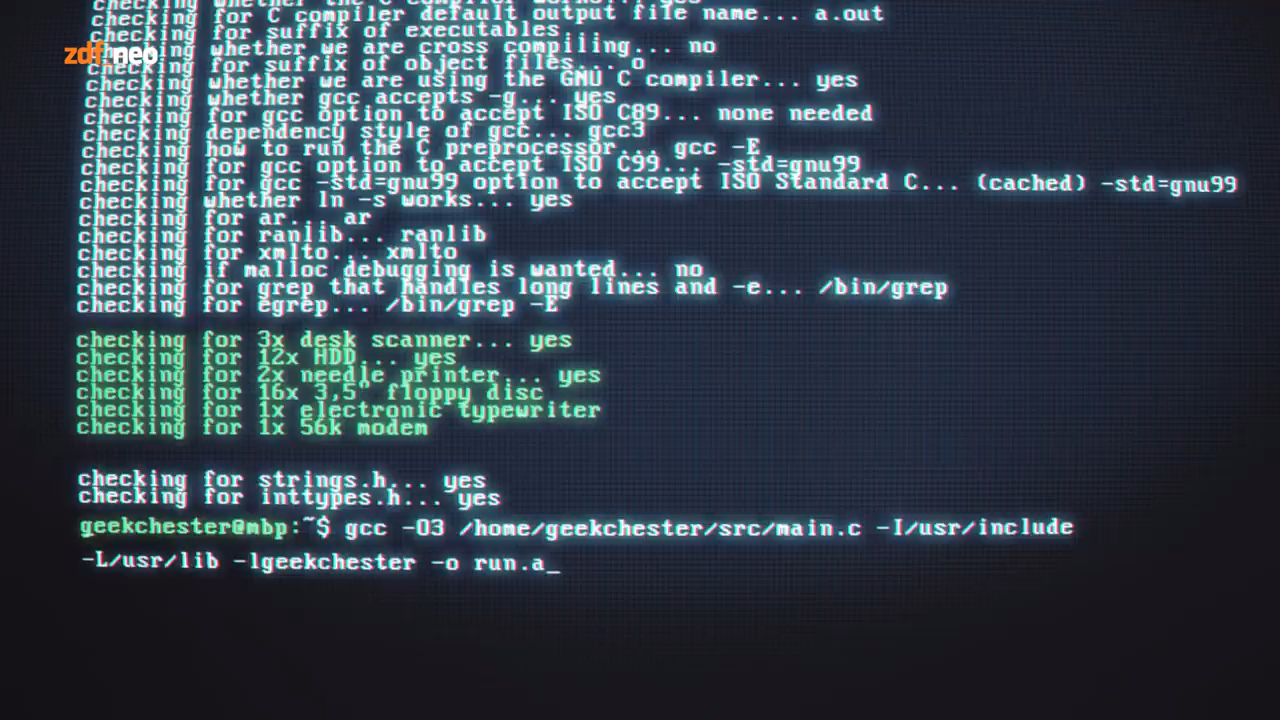 checking whether the C compiler works... yes
checking for C compiler default output file name... a.out
checking for suffix of executables...
checking whether we are cross compiling... no
checking for suffix of object files... o
checking whether we are using the GNU C compiler... yes
checking whether gcc accepts -g... yes
checking for gcc option to accept ISO C89... none needed
checking dependency style of gcc... gcc3
checking how to run the C preprocessor... gcc -E
checking for gcc option to accept ISO C99... -std=gnu99
checking for gcc -std=gnu99 option to accept ISO Standard C... (cached) -std=gnu99
checking whether ln -s works... yes
checking for ar... ar
checking for ranlib... ranlib
checking for xmlto... xmlto
checking if malloc debugging is wanted... no
checking for grep that handles long lines and -e... /bin/grep
checking for egrep... /bin/grep -E
checking for 3x desk scanner... yes
checking for 12x HDD... yes
checking for 2x needle printer... yes
checking for 16x 3,5" floppy disc
checking for 1x electronic typewriter
checking for 1x 56k modem
checking for strings.h... yes
checking for inttypes.h... yes
geekchester@mbp:~$ gcc -O3 /home/geekchester/src/main.c -I/usr/include
-L/usr/lib -lgeekchester -o run.a_
zdf neo